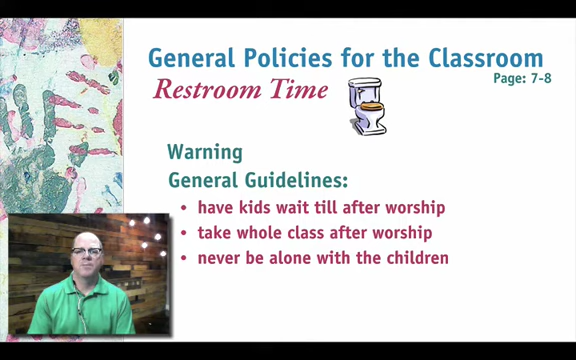 General Policies for the Classroom
Page: 7-8
Restroom Time
Warning
General Guidelines:
• have kids wait till after worship
• take whole class after worship
• never be alone with the children